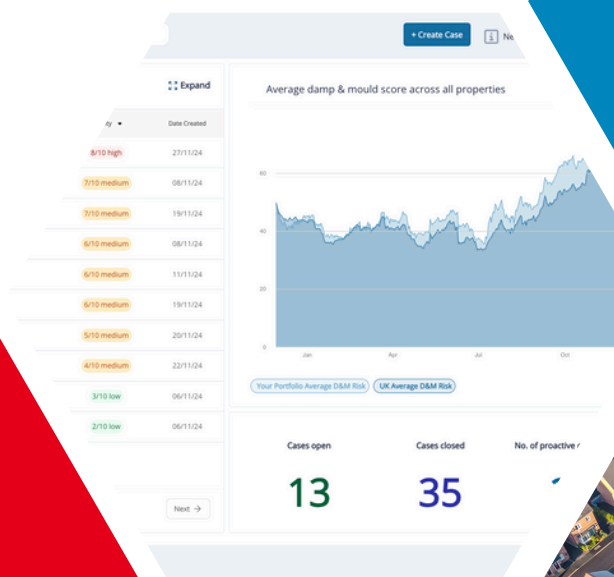 + Create Case
i
Expand
Average damp & mould score across all properties
Date Created
8/10 high 27/11/24
7/10 medium 08/11/24
7/10 medium 19/11/24
6/10 medium 08/11/24
6/10 medium 11/11/24
6/10 medium 19/11/24
5/10 medium 20/11/24
4/10 medium 22/11/24
3/10 low 06/11/24
2/10 low 06/11/24
Next →
60
40
20
0
Jan Apr Jul Oct
Your Portfolio Average D&M Risk UK Average D&M Risk
Cases open Cases closed No. of proactive
13 35